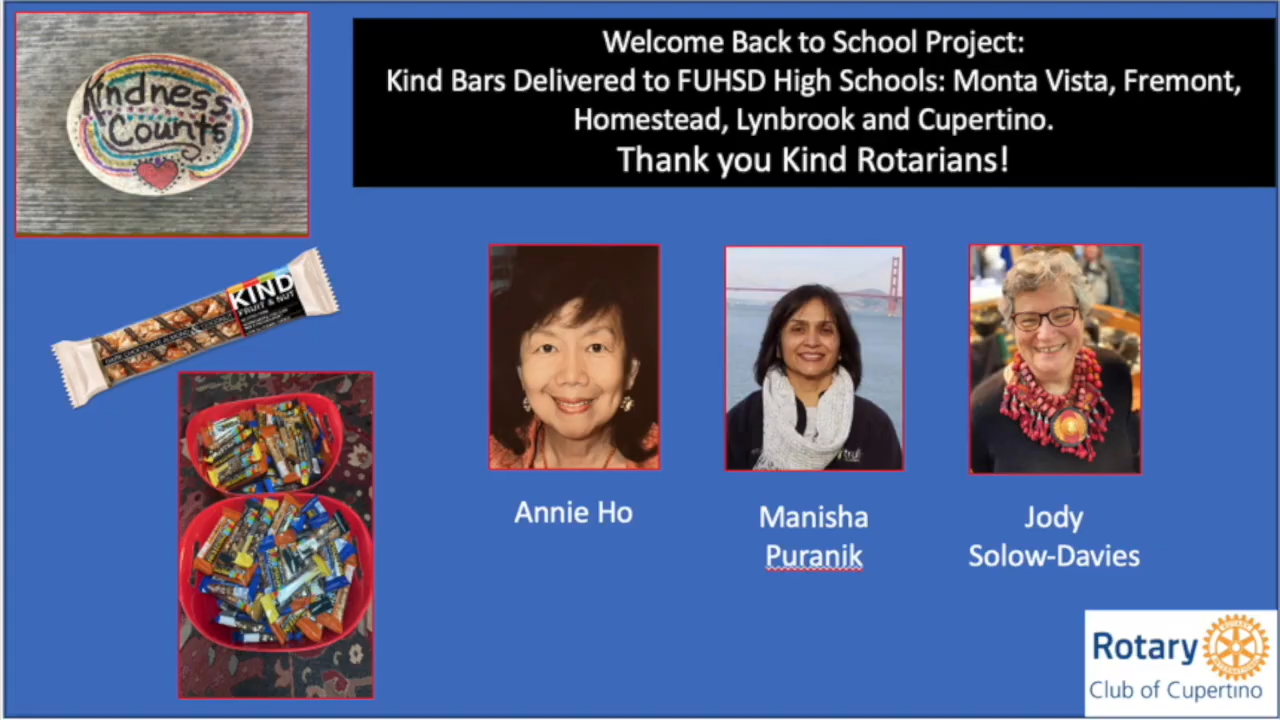 Welcome Back to School Project:
Kind Bars Delivered to FUHSD High Schools: Monta Vista, Fremont,
Homestead, Lynbrook and Cupertino.
Thank you Kind Rotarians!
Kindness
Counts
KIND
FRUIT & NUT
Annie Ho
Manisha
Puranik
Jody
Solow-Davies
Rotary
Club of Cupertino